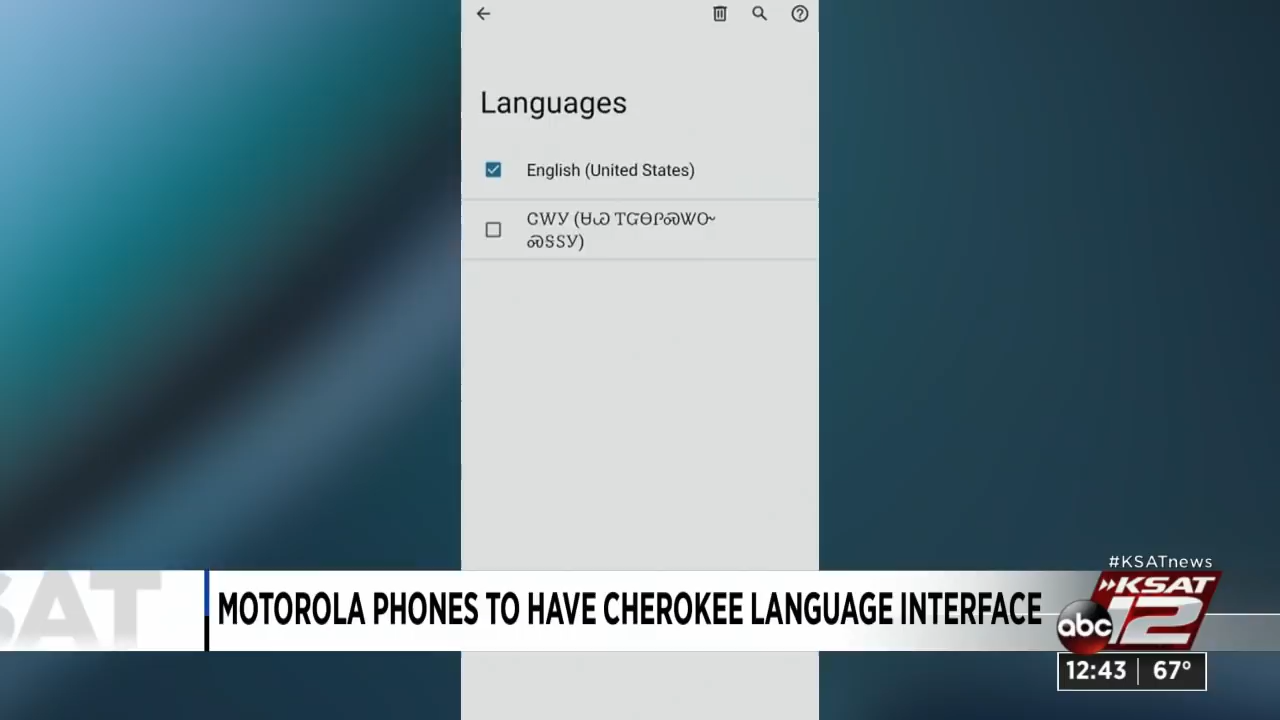 Languages
English (United States)
ᏣᎳᎩ (ᏌᏊ ᎢᏳᎾᎵᏍᏔᏅ
ᏍᎦᏚᎩ)
#KSATnews
SAT
MOTOROLA PHONES TO HAVE CHEROKEE LANGUAGE INTERFACE
KSAT
abc 12
12:43 67°